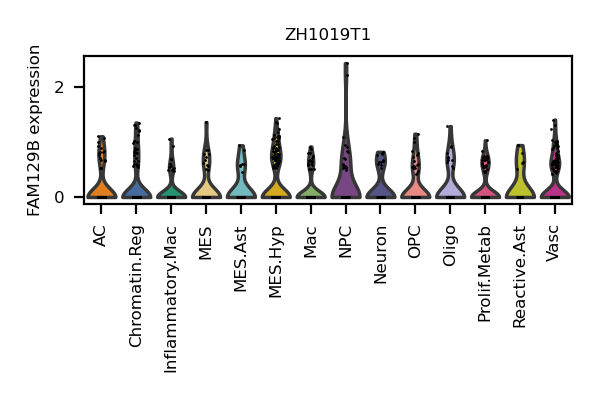 ZH1019T1
FAM129B expression
2
0
AC
Chromatin.Reg
Inflammatory.Mac
MES
MES.Ast
MES.Hyp
Mac
NPC
Neuron
OPC
Oligo
Prolif.Metab
Reactive.Ast
Vasc